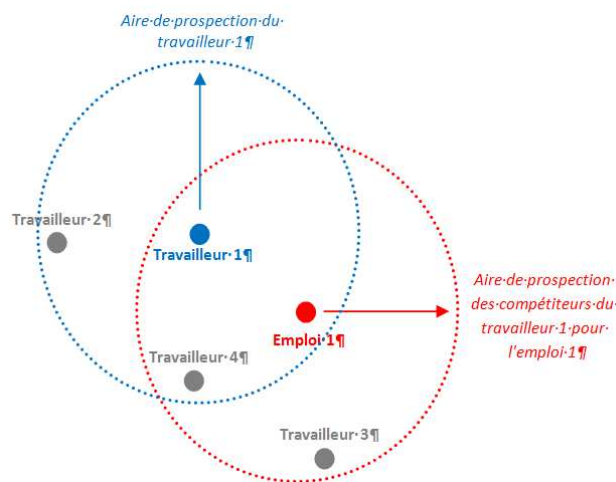 Aire·de·prospection·du·
travailleur·1¶
Travailleur·2¶
Travailleur·1¶
Aire·de·prospection·
des·compétiteurs·du·
travailleur·1·pour·
l'emploi·1¶
Emploi·1¶
Travailleur·4¶
Travailleur·3¶